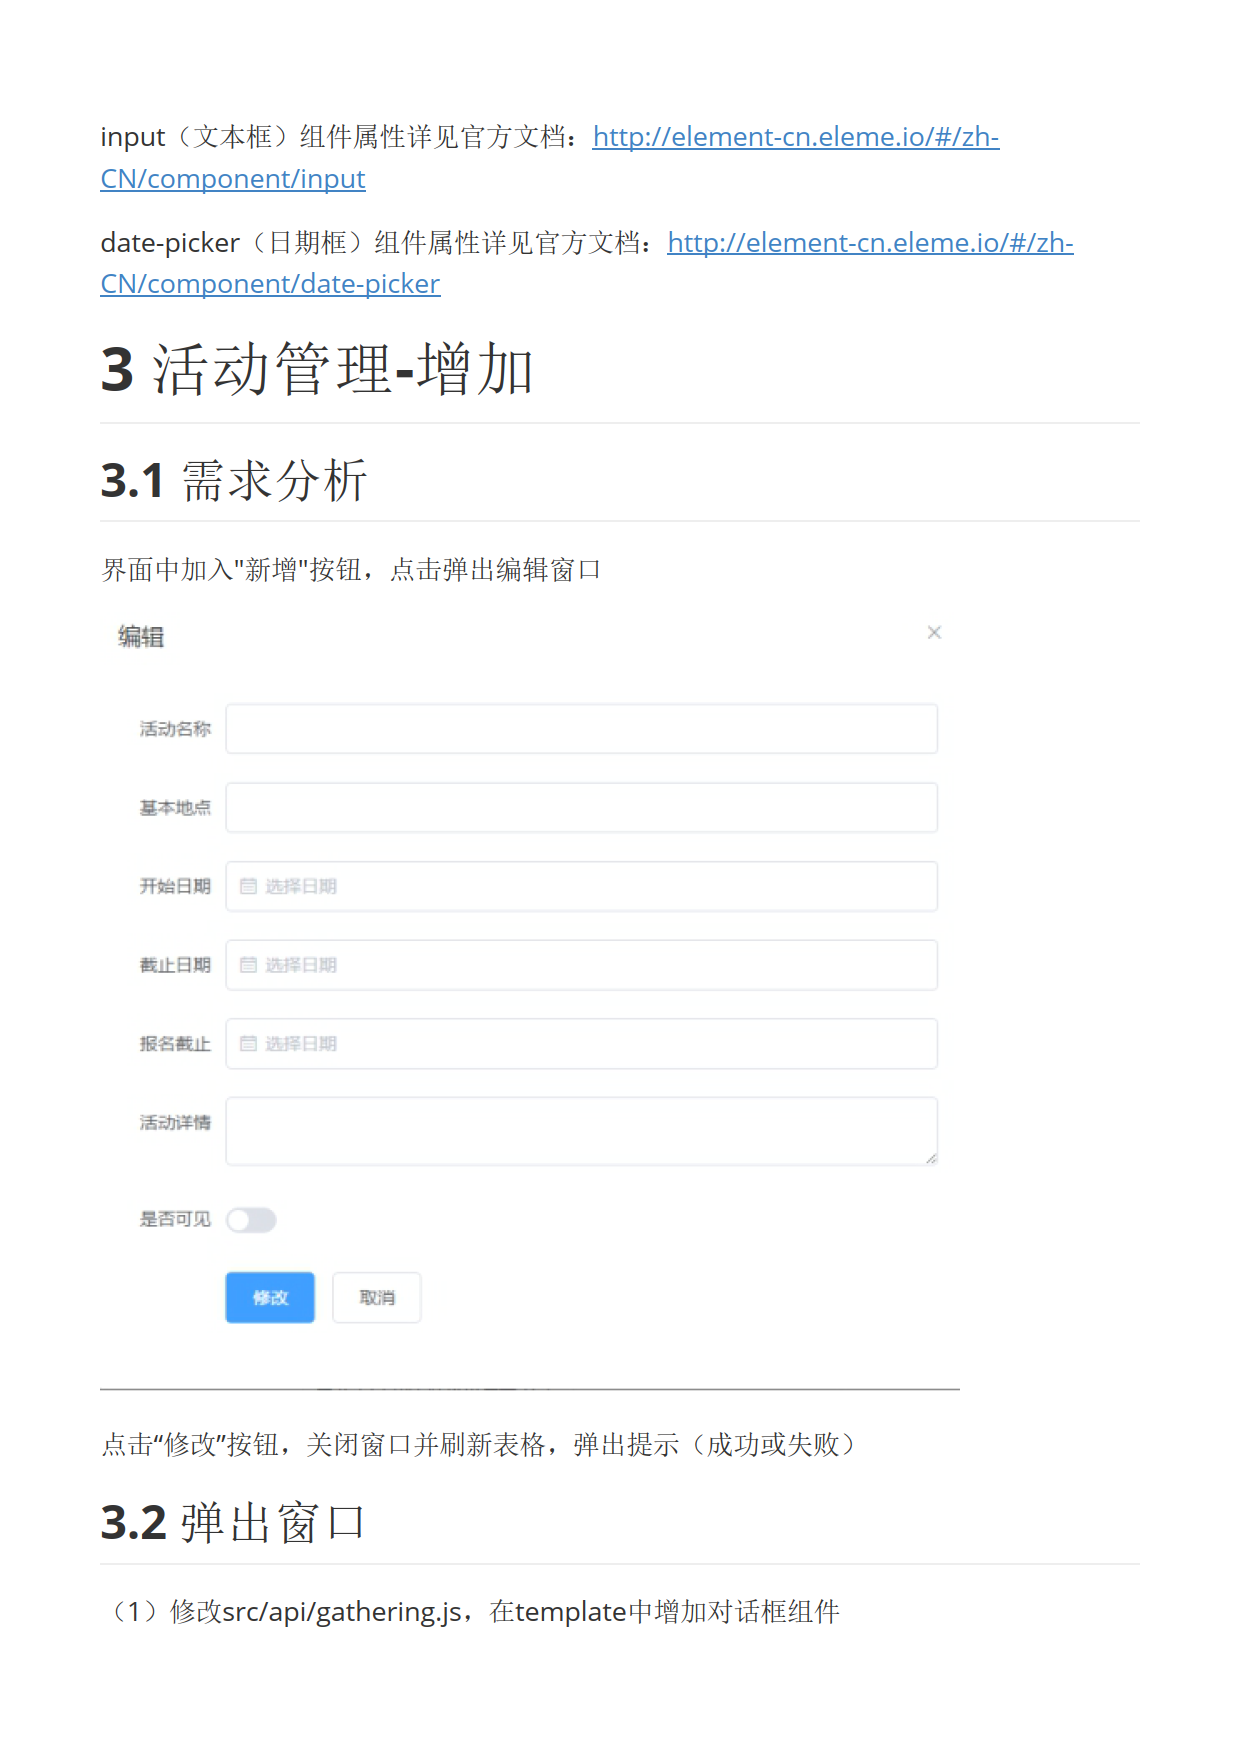 input（文本框）组件属性详见官方文档：http://element-cn.eleme.io/#/zh-
CN/component/input
date-picker（日期框）组件属性详见官方文档：http://element-cn.eleme.io/#/zh-
CN/component/date-picker
3 活动管理-增加
3.1 需求分析
界面中加入"新增"按钮，点击弹出编辑窗口
编辑
活动名称
基本地点
开始日期 选择日期
截止日期 选择日期
报名截止 选择日期
活动详情
是否可见
修改 取消
点击“修改”按钮，关闭窗口并刷新表格，弹出提示（成功或失败）
3.2 弹出窗口
（1）修改src/api/gathering.js，在template中增加对话框组件